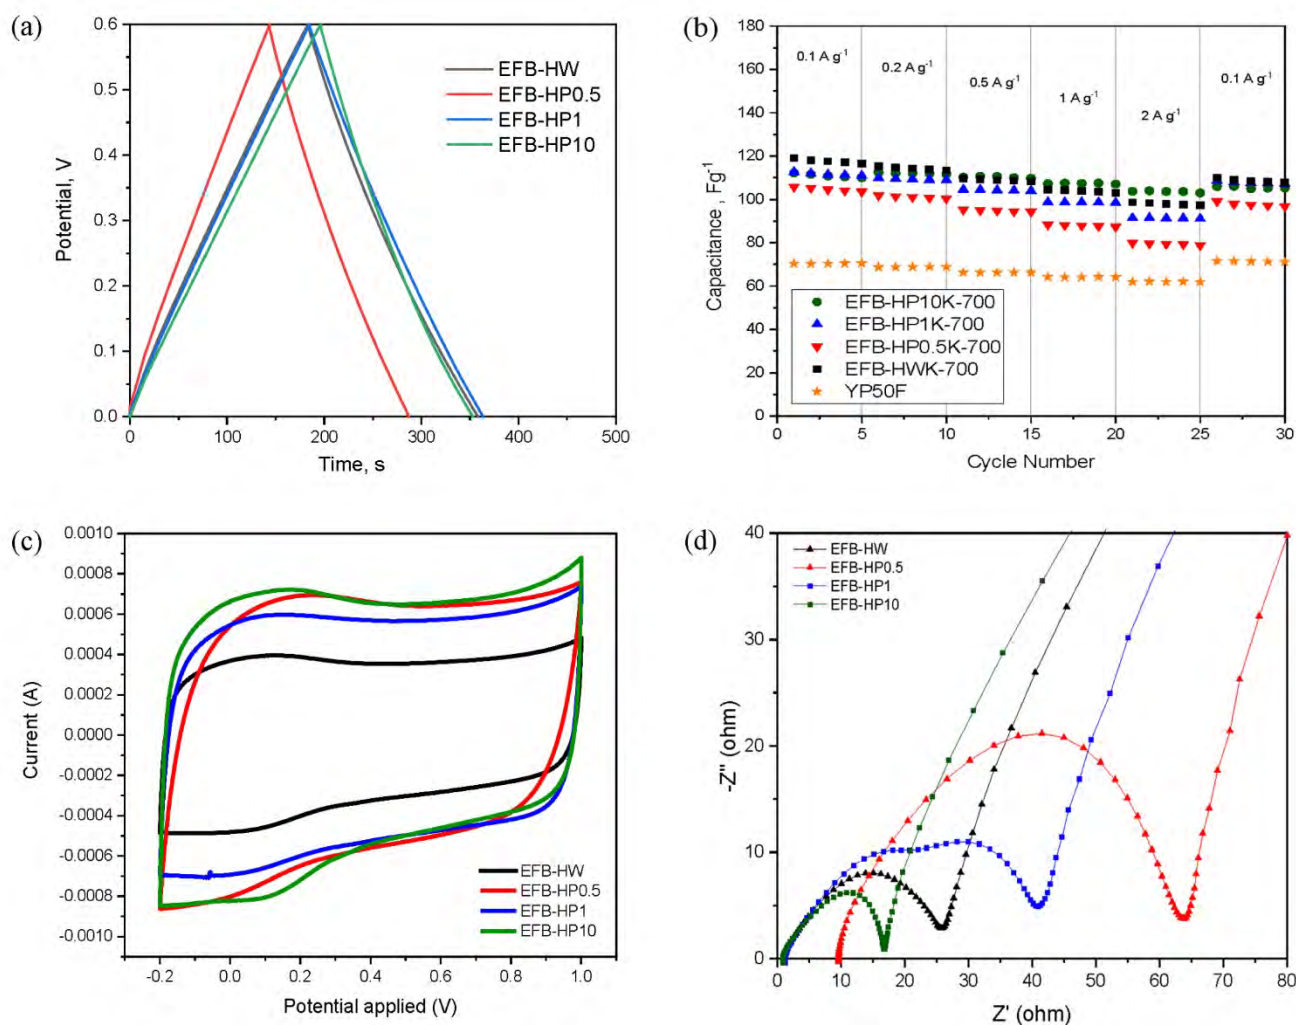 (a)
0.6
0.5
0.4
0.3
0.2
0.1
0.0
Potential, V
EFB-HW
EFB-HP0.5
EFB-HP1
EFB-HP10
0 100 200 300 400 500
Time, s
(b)
180
160
140
120
100
80
60
40
20
0
Capacitance , Fg⁻¹
0.1 A g⁻¹
0.2 A g⁻¹
0.5 A g⁻¹
1 A g⁻¹
2 A g⁻¹
0.1 A g⁻¹
EFB-HP10K-700
EFB-HP1K-700
EFB-HP0.5K-700
EFB-HWK-700
YP50F
0 5 10 15 20 25 30
Cycle Number
(c)
0.0010
0.0008
0.0006
0.0004
0.0002
0.0000
-0.0002
-0.0004
-0.0006
-0.0008
-0.0010
Current (A)
EFB-HW
EFB-HP0.5
EFB-HP1
EFB-HP10
-0.2 0.0 0.2 0.4 0.6 0.8 1.0
Potential applied (V)
(d)
40
30
20
10
0
-Z" (ohm)
EFB-HW
EFB-HP0.5
EFB-HP1
EFB-HP10
0 10 20 30 40 50 60 70 80
Z' (ohm)